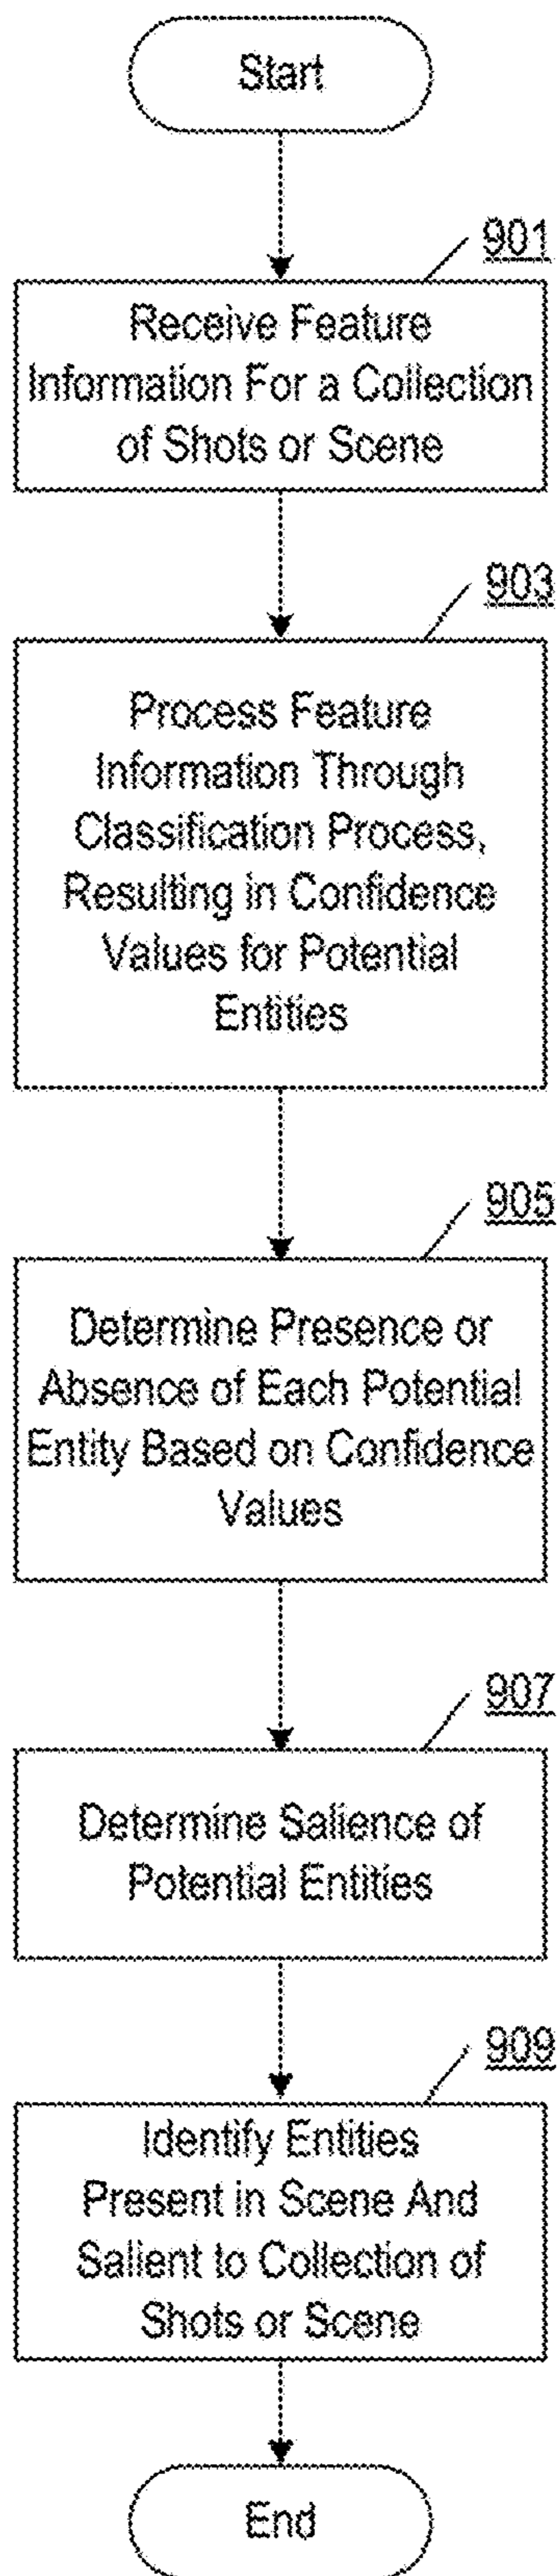 Start
901
Receive Feature
Information For a Collection
of Shots or Scene
903
Process Feature
Information Through
Classification Process,
Resulting in Confidence
Values for Potential
Entities
905
Determine Presence or
Absence of Each Potential
Entity Based on Confidence
Values
907
Determine Salience of
Potential Entities
909
Identify Entities
Present in Scene And
Salient to Collection of
Shots or Scene
End